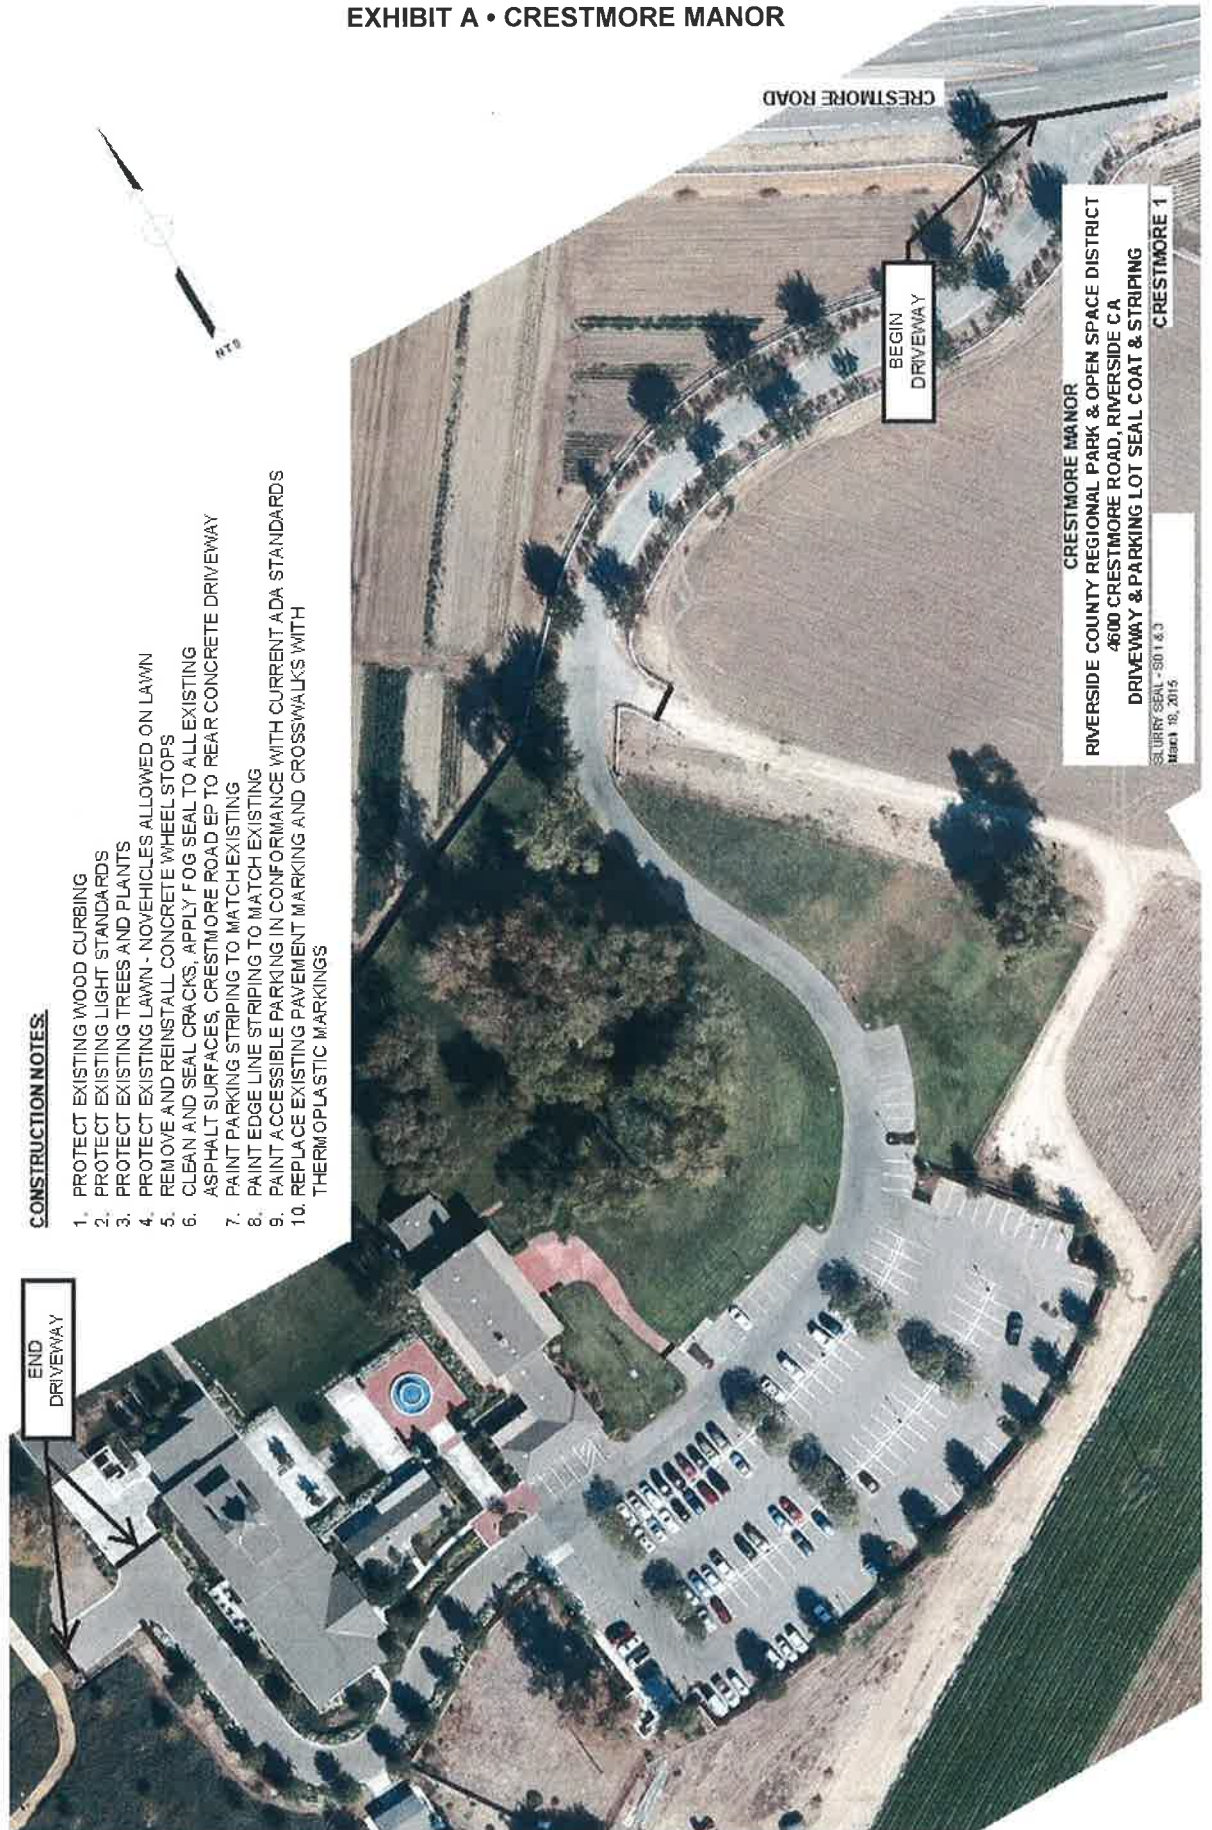 EXHIBIT A • CRESTMORE MANOR
CONSTRUCTION NOTES:
1. PROTECT EXISTING WOOD CURBING
2. PROTECT EXISTING LIGHT STANDARDS
3. PROTECT EXISTING TREES AND PLANTS
4. PROTECT EXISTING LAWN - NO VEHICLES ALLOWED ON LAWN
5. REMOVE AND REINSTALL CONCRETE WHEEL STOPS
6. CLEAN AND SEAL CRACKS, APPLY FOG SEAL TO ALL EXISTING
ASPHALT SURFACES, CRESTMORE ROAD EP TO REAR CONCRETE DRIVEWAY
7. PAINT PARKING STRIPING TO MATCH EXISTING
8. PAINT EDGE LINE STRIPING TO MATCH EXISTING
9. PAINT ACCESSIBLE PARKING IN CONFORMANCE WITH CURRENT ADA STANDARDS
10. REPLACE EXISTING PAVEMENT MARKING AND CROSSWALKS WITH
THERMOPLASTIC MARKINGS
END
DRIVEWAY
CRESTMORE ROAD
BEGIN
DRIVEWAY
CRESTMORE MANOR
RIVERSIDE COUNTY REGIONAL PARK & OPEN SPACE DISTRICT
4600 CRESTMORE ROAD, RIVERSIDE CA
DRIVEWAY & PARKING LOT SEAL COAT & STRIPING
SLURRY SEAL - S01 & 3
March 18, 2015
CRESTMORE 1